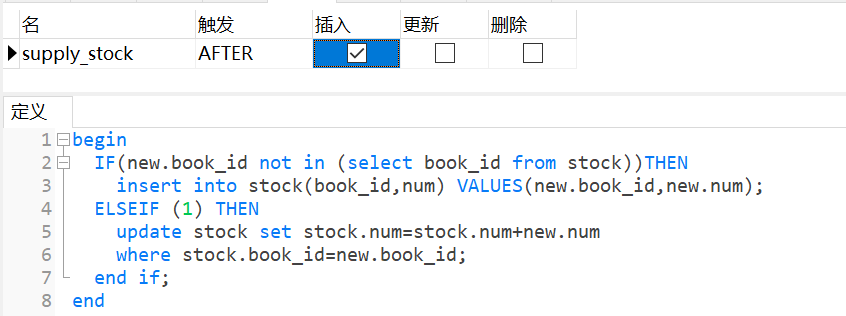 名 触发 插入 更新 删除
supply_stock AFTER
定义
1 begin
2 IF(new.book_id not in (select book_id from stock))THEN
3 insert into stock(book_id,num) VALUES(new.book_id,new.num);
4 ELSEIF (1) THEN
5 update stock set stock.num=stock.num+new.num
6 where stock.book_id=new.book_id;
7 end if;
8 end